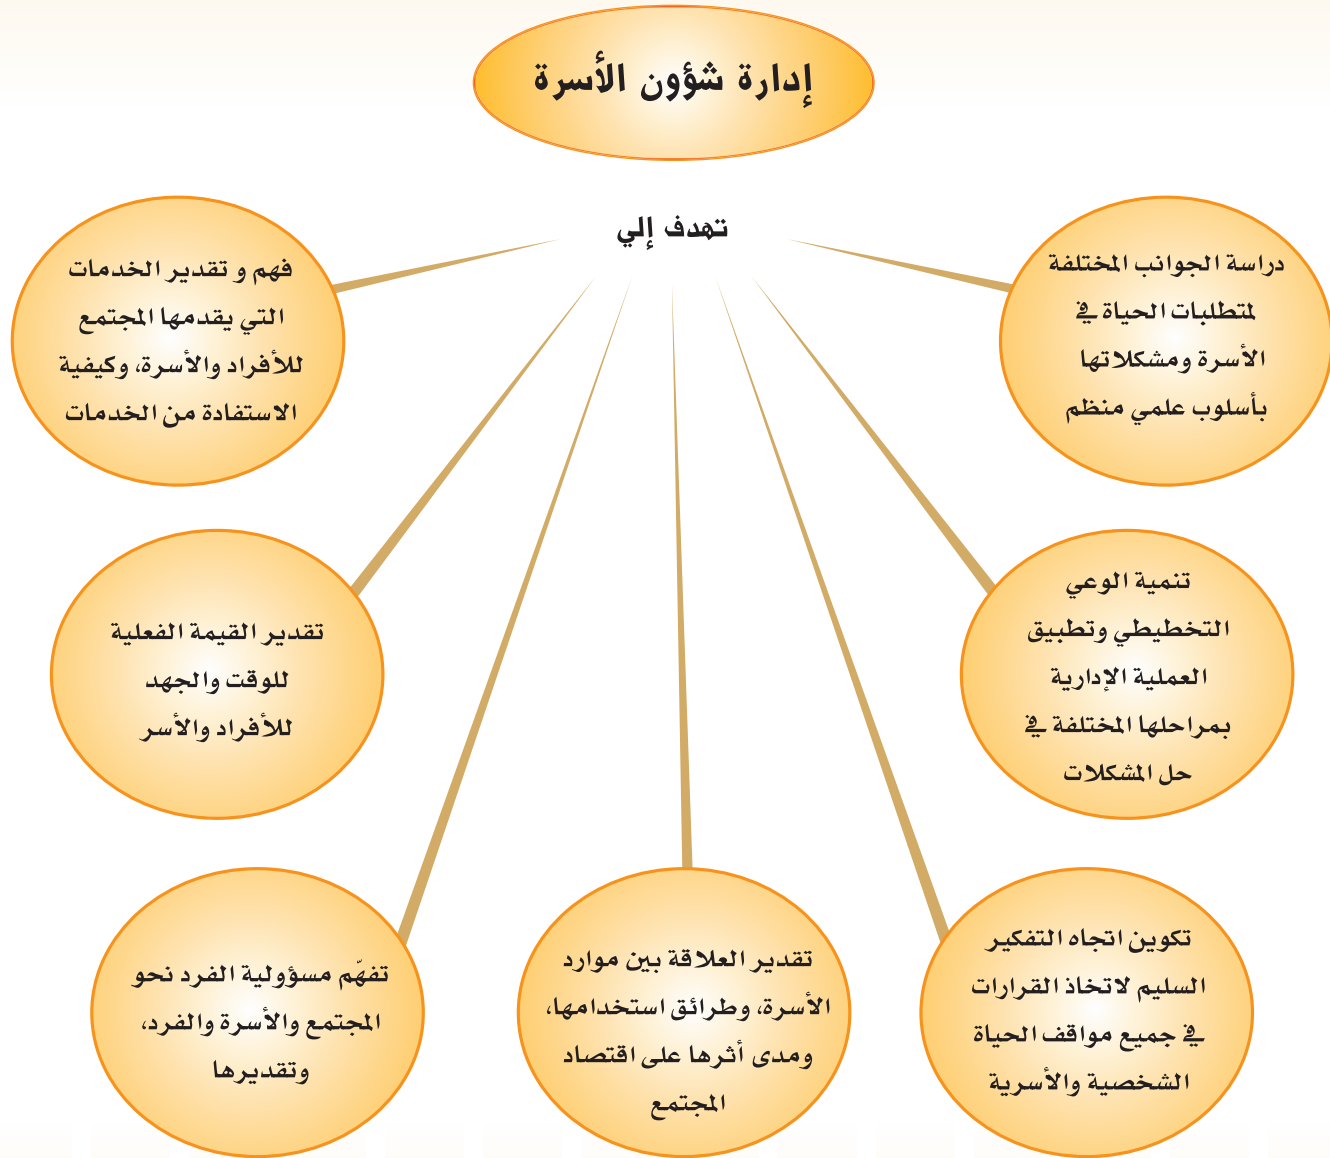 إدارة شؤون الأسرة
تهدف إلي
دراسة الجوانب المختلفة
لمتطلبات الحياة في
الأسرة ومشكلاتها
بأسلوب علمي منظم
تنمية الوعي
التخطيطي وتطبيق
العملية الإدارية
بمراحلها المختلفة في
حل المشكلات
تكوين اتجاه التفكير
السليم لاتخاذ القرارات
في جميع مواقف الحياة
الشخصية والأسرية
تقدير العلاقة بين موارد
الأسرة، وطرائق استخدامها،
ومدى أثرها على اقتصاد
المجتمع
تفهّم مسؤولية الفرد نحو
المجتمع والأسرة والفرد،
وتقديرها
تقدير القيمة الفعلية
للوقت والجهد
للأفراد والأسر
فهم و تقدير الخدمات
التي يقدمها المجتمع
للأفراد والأسرة، وكيفية
الاستفادة من الخدمات